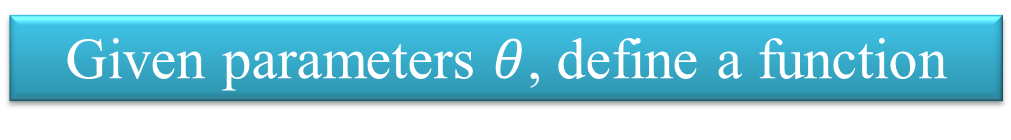 Given parameters 𝜃, define a function